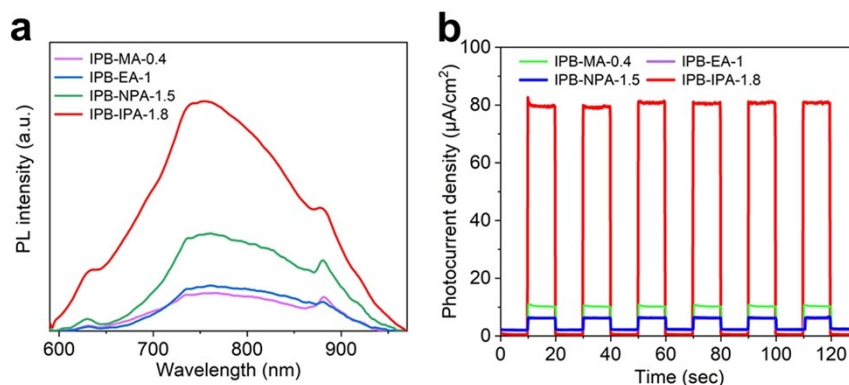 a
IPB-MA-0.4
IPB-EA-1
IPB-NPA-1.5
IPB-IPA-1.8
PL intensity (a.u.)
600 700 800 900
Wavelength (nm)
b
IPB-MA-0.4 IPB-EA-1
IPB-NPA-1.5 IPB-IPA-1.8
Photocurrent density (μA/cm²)
100
80
60
40
20
0
0 20 40 60 80 100 120
Time (sec)